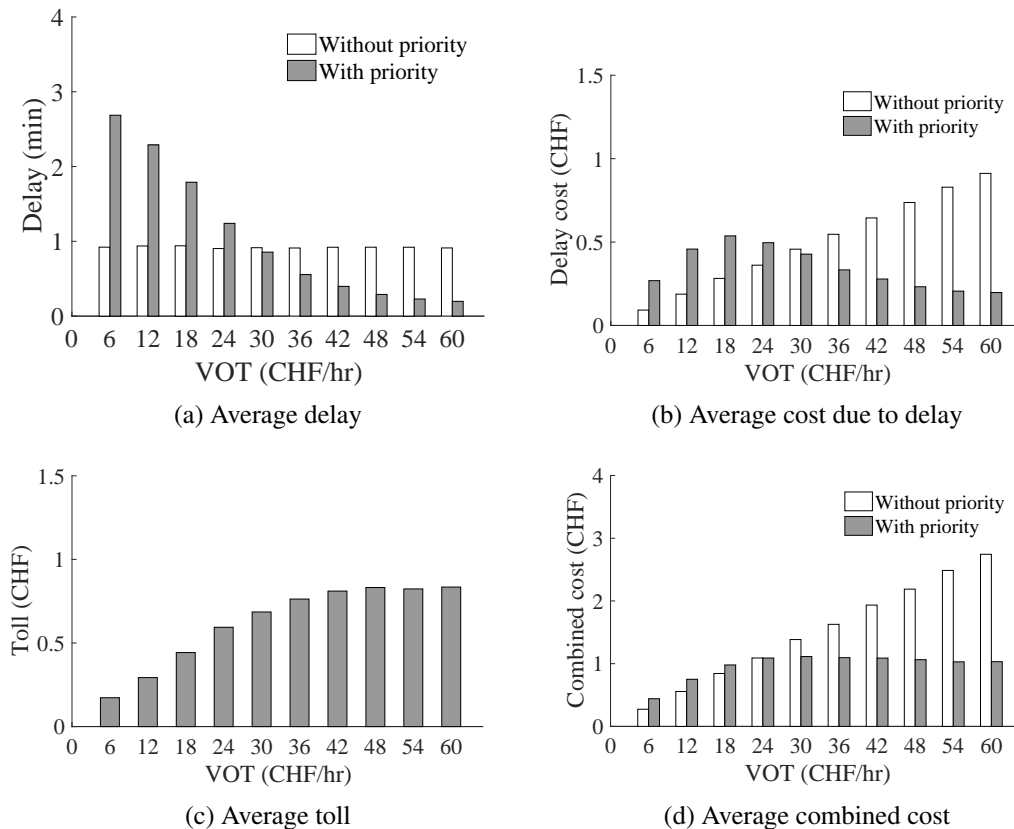 4
3
2
1
0
Delay (min)
Without priority
With priority
0 6 12 18 24 30 36 42 48 54 60
VOT (CHF/hr)
(a) Average delay
1.5
1
0.5
0
Delay cost (CHF)
Without priority
With priority
0 6 12 18 24 30 36 42 48 54 60
VOT (CHF/hr)
(b) Average cost due to delay
1.5
1
0.5
0
Toll (CHF)
0 6 12 18 24 30 36 42 48 54 60
VOT (CHF/hr)
(c) Average toll
4
3
2
1
0
Combined cost (CHF)
Without priority
With priority
0 6 12 18 24 30 36 42 48 54 60
VOT (CHF/hr)
(d) Average combined cost